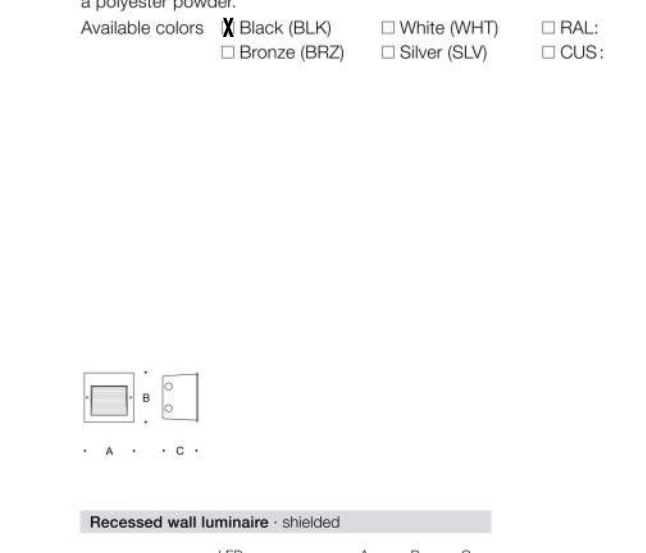 a polyester powder.
Available colors X Black (BLK) □ White (WHT) □ RAL:
□ Bronze (BRZ) □ Silver (SLV) □ CUS:
B
A C
Recessed wall luminaire · shielded
LED A B C